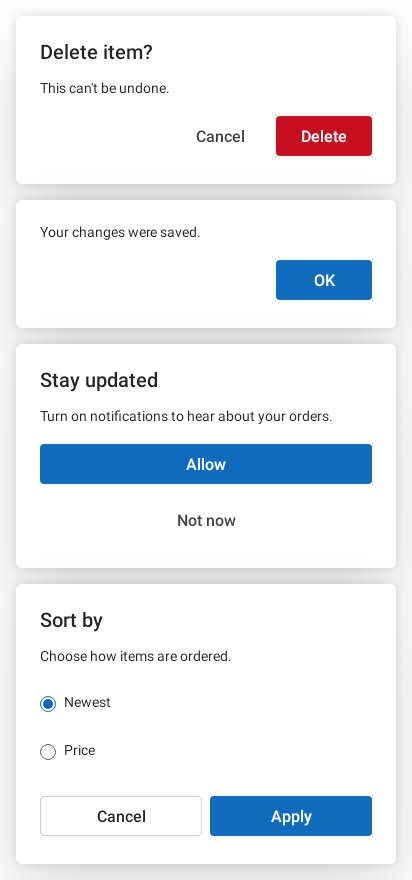 Delete item?
This can't be undone.
Cancel Delete
Your changes were saved.
OK
Stay updated
Turn on notifications to hear about your orders.
Allow
Not now
Sort by
Choose how items are ordered.
Newest
Price
Cancel Apply